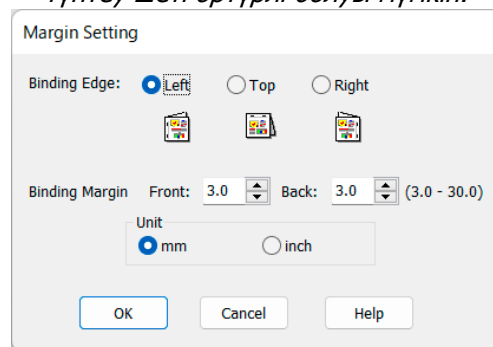 Margin Setting
Binding Edge: Left Top Right
Binding Margin Front: 3.0 Back: 3.0 (3.0 - 30.0)
Unit
mm inch
OK Cancel Help